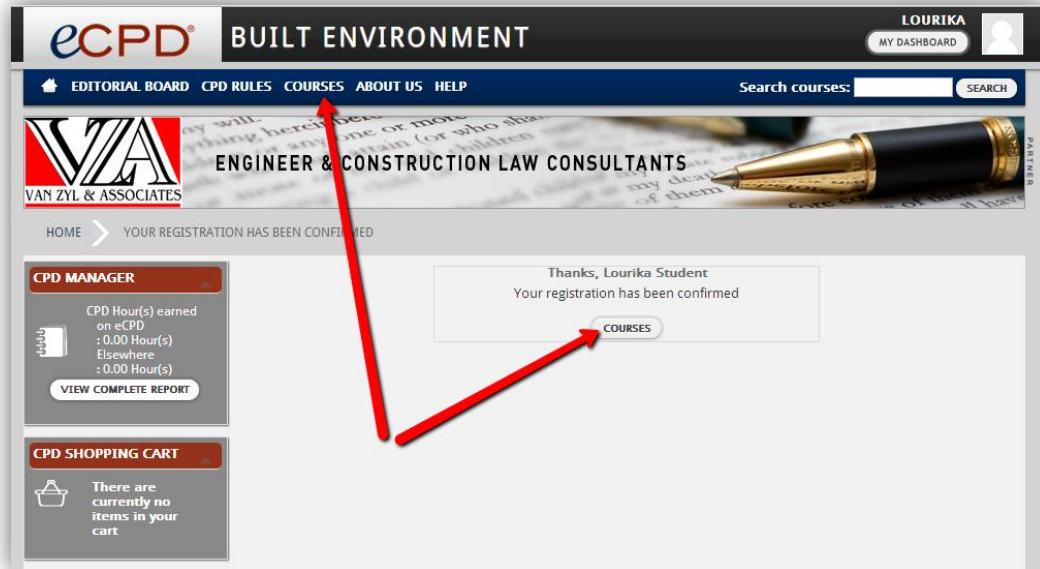 eCPD®
BUILT ENVIRONMENT
LOURIKA
MY DASHBOARD
EDITORIAL BOARD CPD RULES COURSES ABOUT US HELP
Search courses:
SEARCH
VZA
VAN ZYL & ASSOCIATES
ENGINEER & CONSTRUCTION LAW CONSULTANTS
PARTNER
HOME
YOUR REGISTRATION HAS BEEN CONFIRMED
CPD MANAGER
CPD Hour(s) earned
on eCPD
: 0.00 Hour(s)
Elsewhere
: 0.00 Hour(s)
VIEW COMPLETE REPORT
CPD SHOPPING CART
There are
currently no
items in your
cart
Thanks, Lourika Student
Your registration has been confirmed
COURSES